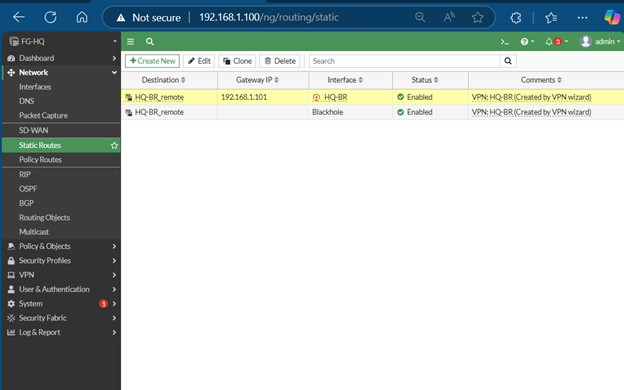 Not secure 192.168.1.100/ng/routing/static
FG-HQ
admin
3
Dashboard
Network
Interfaces
DNS
Packet Capture
SD-WAN
Static Routes
Policy Routes
RIP
OSPF
BGP
Routing Objects
Multicast
Policy & Objects
Security Profiles
VPN
User & Authentication
System 1
Security Fabric
Log & Report
Create New Edit Clone Delete Search
Destination Gateway IP Interface Status Comments
HQ-BR_remote 192.168.1.101 HQ-BR Enabled VPN: HQ-BR (Created by VPN wizard)
HQ-BR_remote Blackhole Enabled VPN: HQ-BR (Created by VPN wizard)